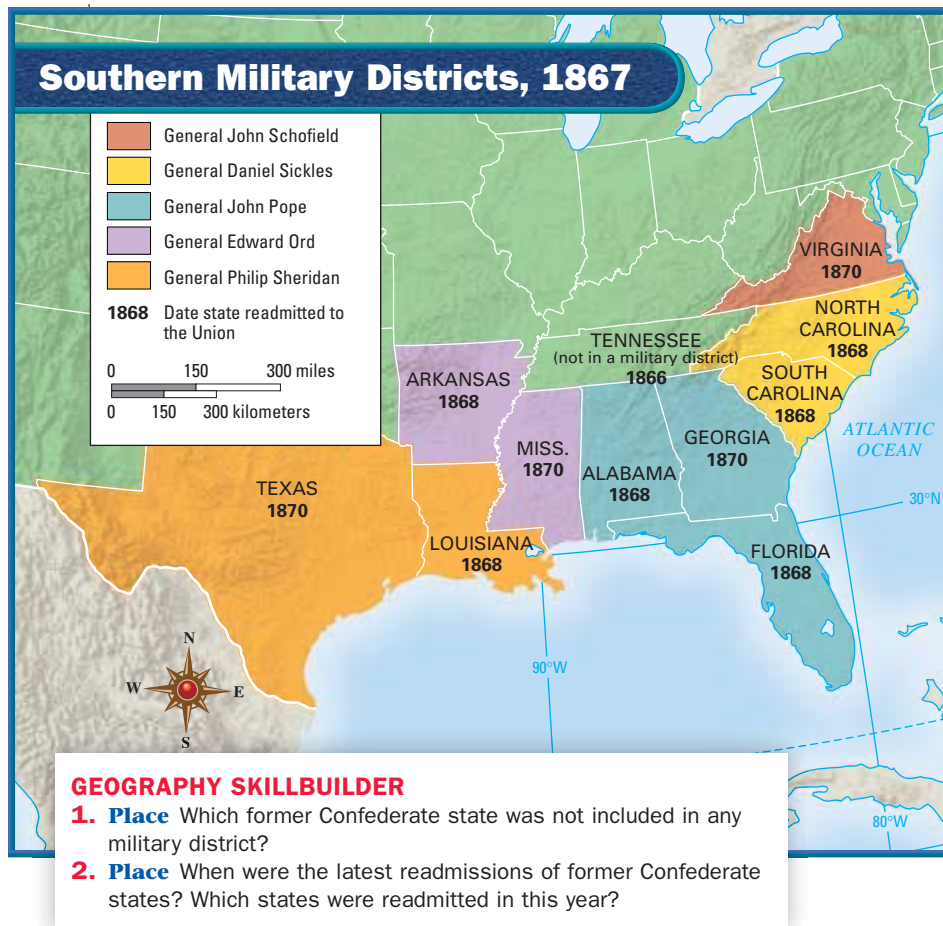 Southern Military Districts, 1867
General John Schofield
General Daniel Sickles
General John Pope
General Edward Ord
General Philip Sheridan
1868 Date state readmitted to
the Union
0 150 300 miles
0 150 300 kilometers
VIRGINIA
1870
NORTH
CAROLINA
1868
TENNESSEE
(not in a military district)
1866
SOUTH
CAROLINA
1868
ARKANSAS
1868
MISS.
1870
ALABAMA
1868
GEORGIA
1870
ATLANTIC
OCEAN
TEXAS
1870
LOUISIANA
1868
FLORIDA
1868
30°N
90°W
80°W
N
W E
S
GEOGRAPHY SKILLBUILDER
1. Place Which former Confederate state was not included in any
military district?
2. Place When were the latest readmissions of former Confederate
states? Which states were readmitted in this year?